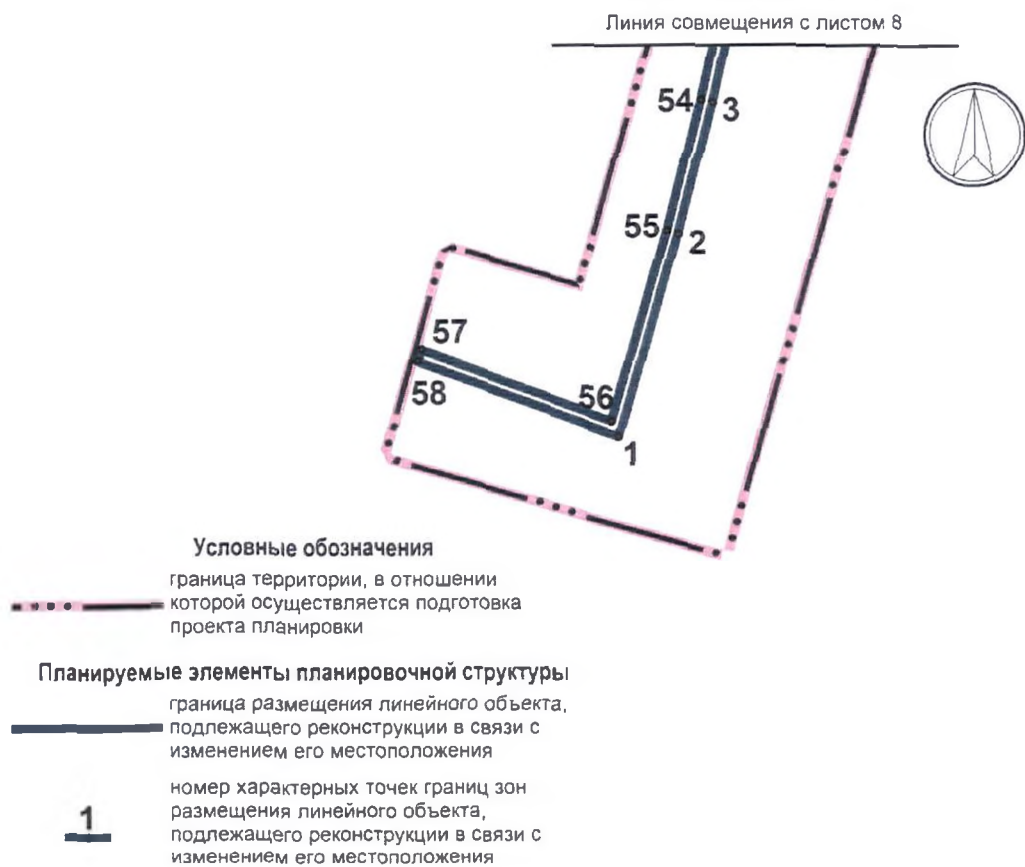 Линия совмещения с листом 8
54
3
55
2
57
58
56
1
Условные обозначения
граница территории, в отношении
которой осуществляется подготовка
проекта планировки
Планируемые элементы планировочной структуры
граница размещения линейного объекта,
подлежащего реконструкции в связи с
изменением его местоположения
номер характерных точек границ зон
1
размещения линейного объекта,
подлежащего реконструкции в связи с
изменением его местоположения